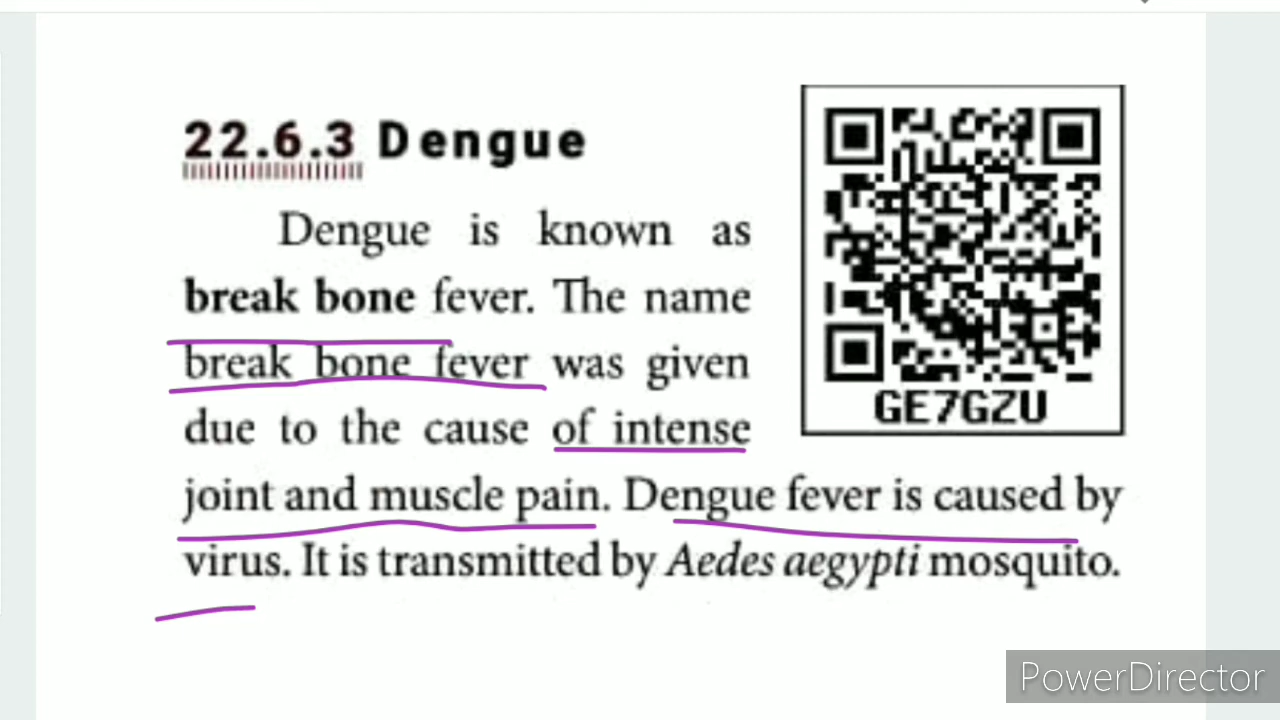 22.6.3 Dengue
Dengue is known as
break bone fever. The name
break bone fever was given
due to the cause of intense
joint and muscle pain. Dengue fever is caused by
virus. It is transmitted by Aedes aegypti mosquito.
GE7GZU
PowerDirector